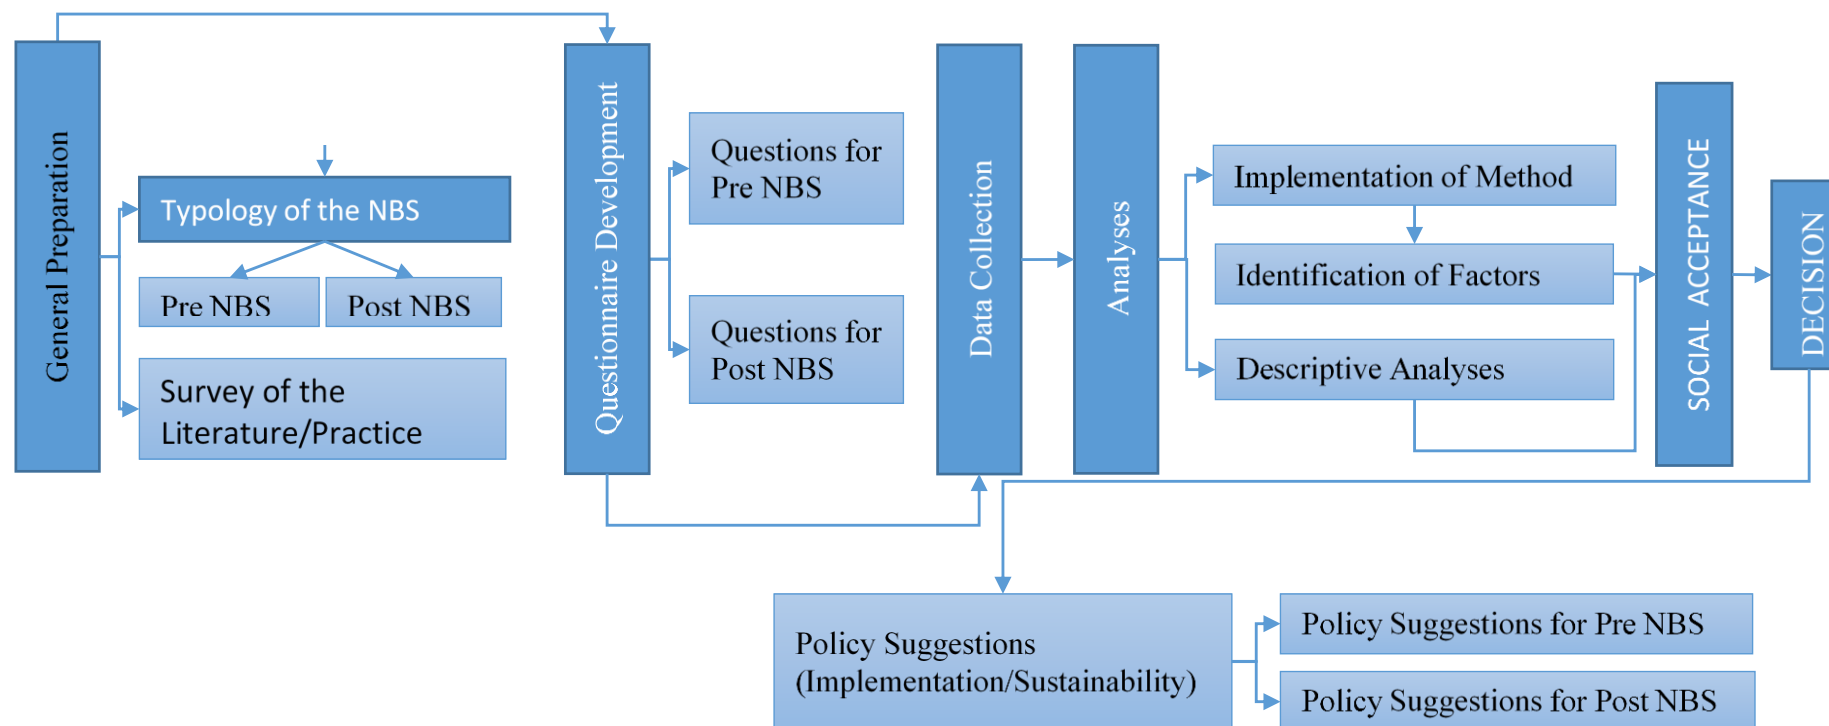 General Preparation
Typology of the NBS
Pre NBS
Post NBS
Survey of the
Literature/Practice
Questionnaire Development
Questions for
Pre NBS
Questions for
Post NBS
Data Collection
Analyses
Implementation of Method
Identification of Factors
Descriptive Analyses
SOCIAL ACCEPTANCE
DECISION
Policy Suggestions
(Implementation/Sustainability)
Policy Suggestions for Pre NBS
Policy Suggestions for Post NBS